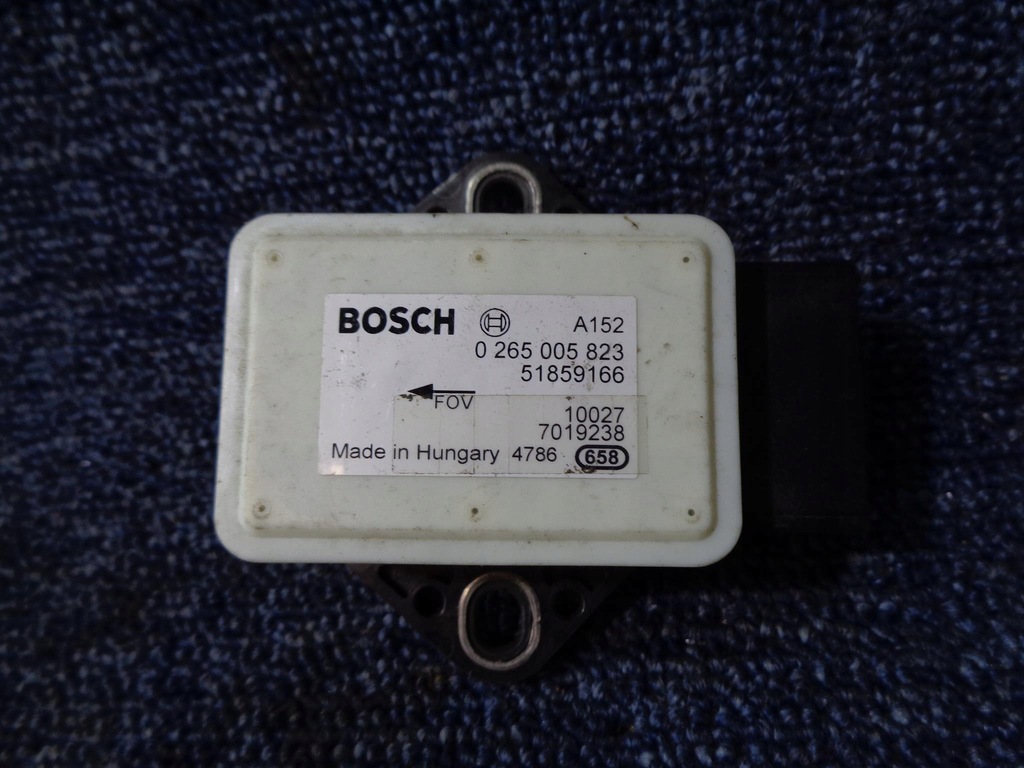 BOSCH A152
0 265 005 823
51859166
FOV
10027
7019238
Made in Hungary 4786 658